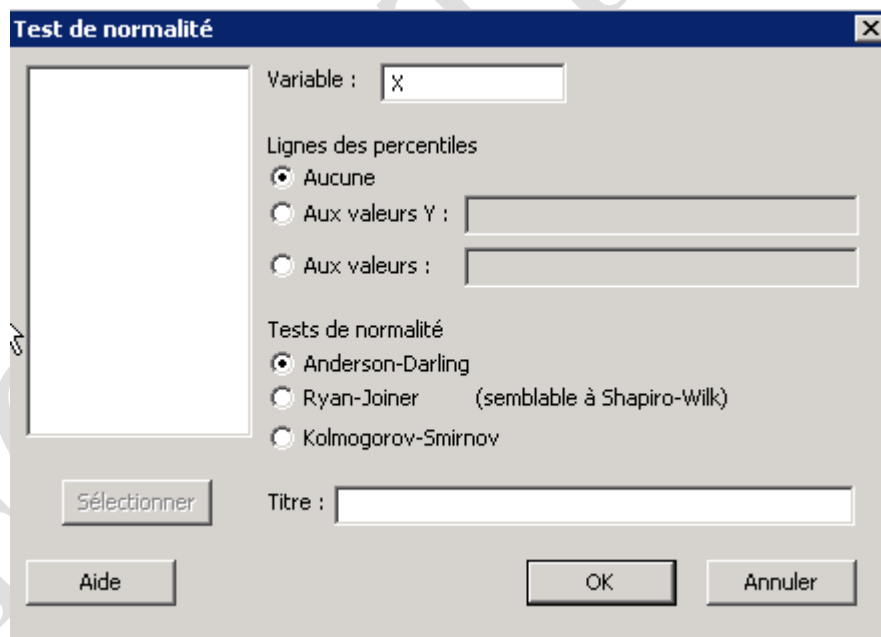 Test de normalité
Variable : X
Lignes des percentiles
Aucune
Aux valeurs Y :
Aux valeurs :
Tests de normalité
Anderson-Darling
Ryan-Joiner (semblable à Shapiro-Wilk)
Kolmogorov-Smirnov
Sélectionner
Titre :
Aide
OK
Annuler